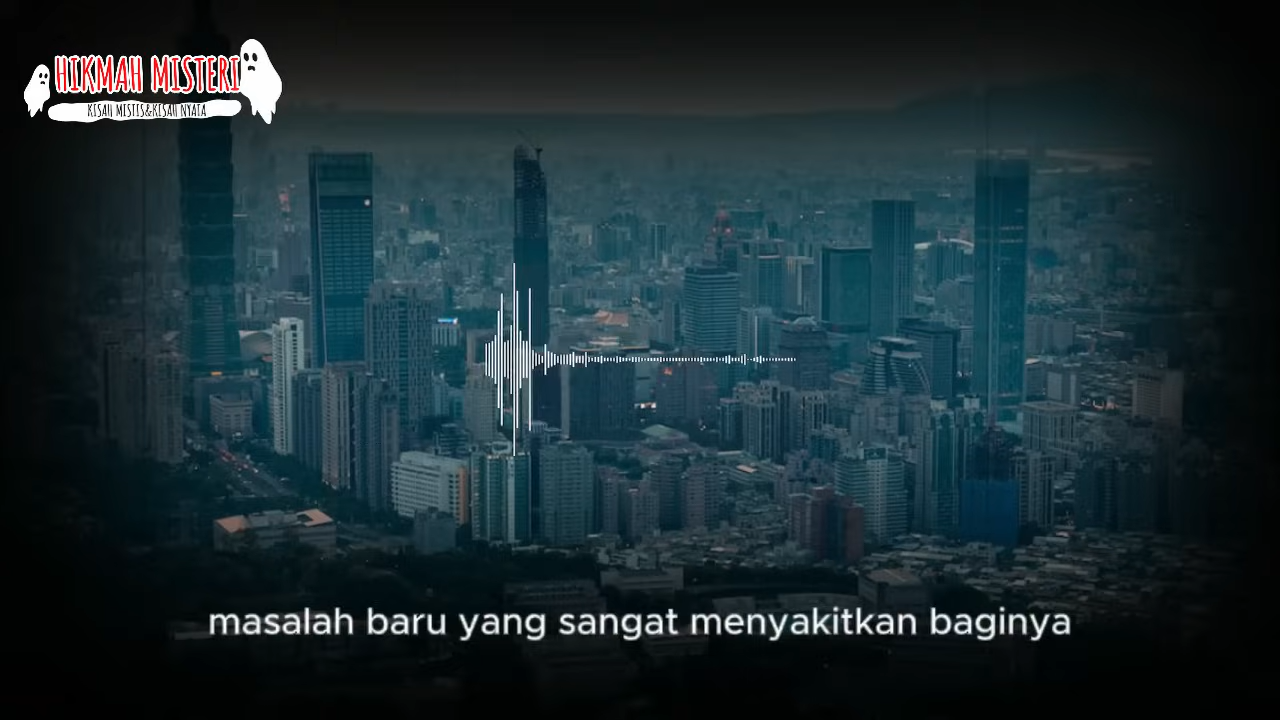 HIKMAH MISTERI
KISAH MISTIS&KISAH NYATA
masalah baru yang sangat menyakitkan baginya